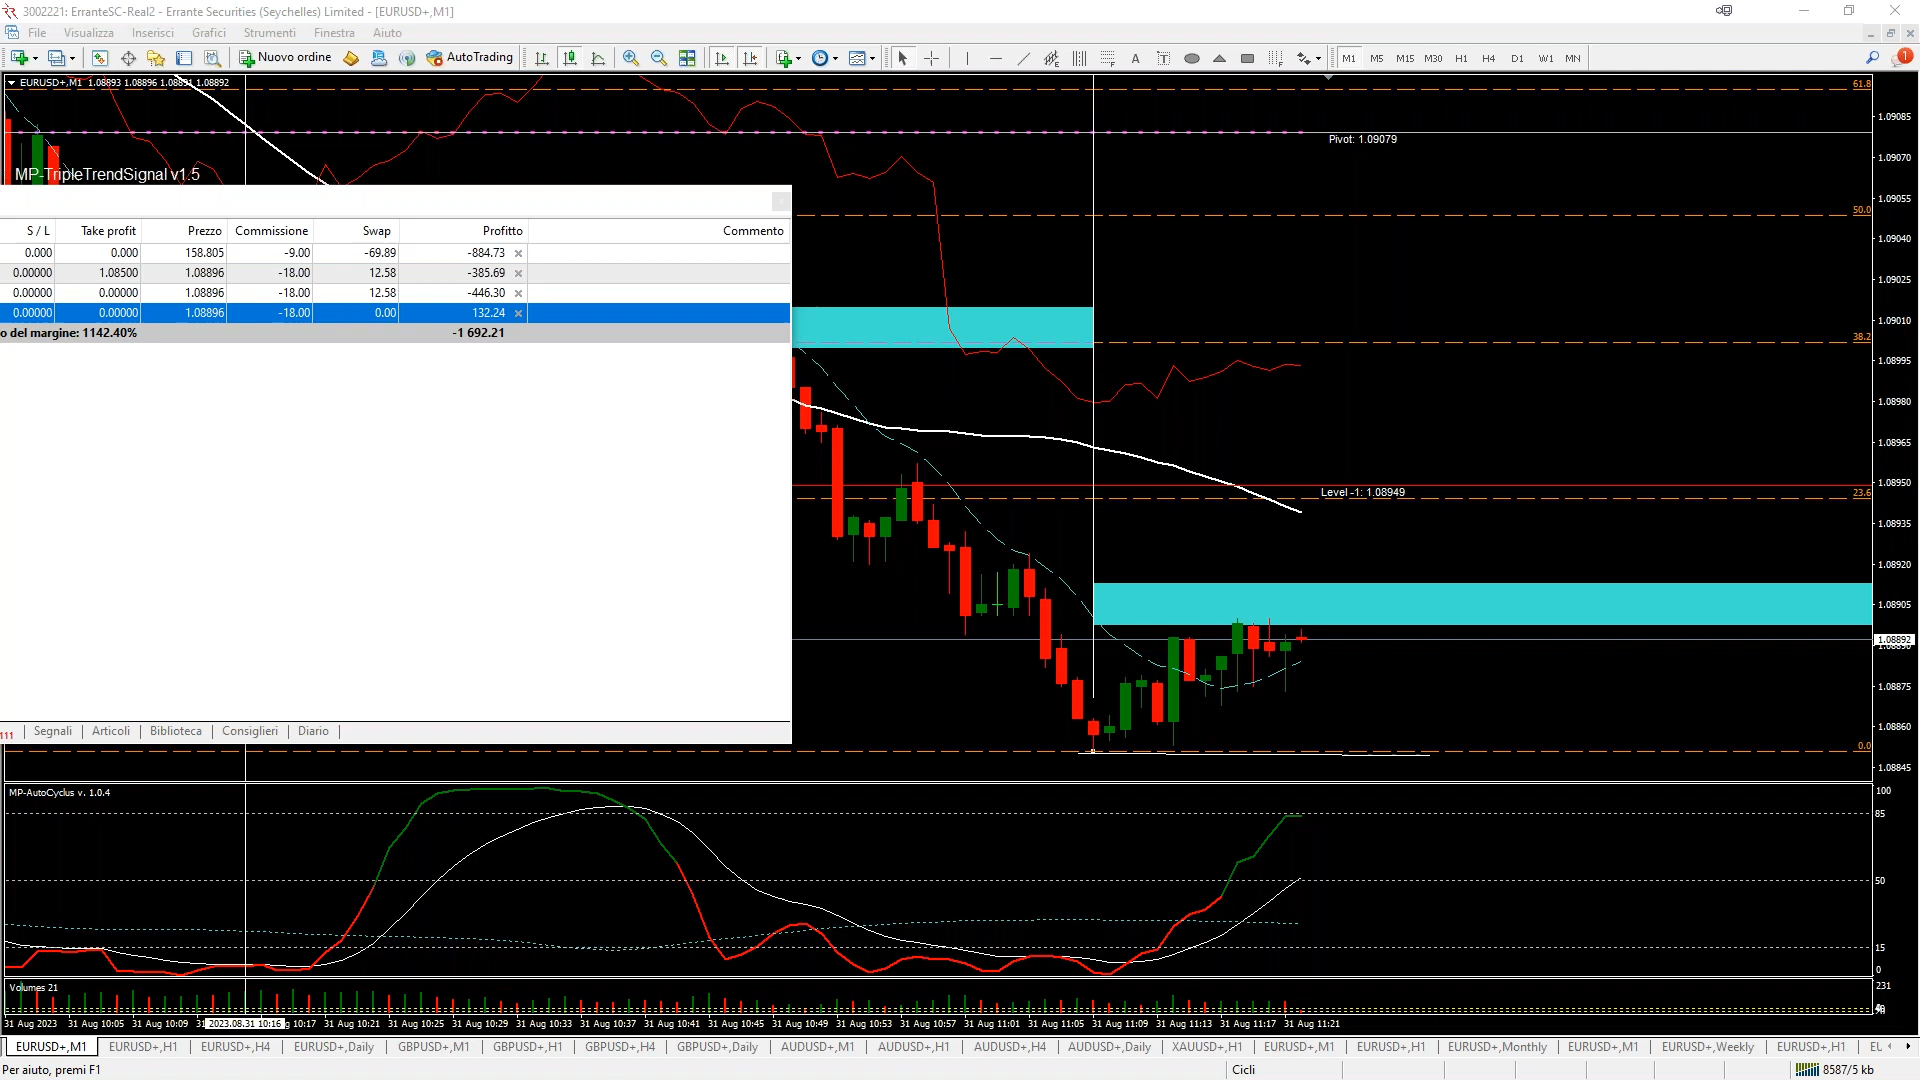 3002221: ErranteSC-Real2 - Errante Securities (Seychelles) Limited - [EURUSD+,M1]
File Visualizza Inserisci Grafici Strumenti Finestra Aiuto
Nuovo ordine AutoTrading A T M1 M5 M15 M30 H1 H4 D1 W1 MN 1
EURUSD+,M1 1.08893 1.08896 1.08891 1.08892
61.8
1.09085
Pivot: 1.09079
1.09070
MP-TripleTrendSignal v1.5
1.09055
50.0
1.09040
1.09025
1.09010
38.2
1.08995
1.08980
1.08965
1.08950
Level -1: 1.08949
23.6
1.08935
1.08920
1.08905
1.08892
1.08890
1.08875
1.08860
0.0
1.08845
S / L Take profit Prezzo Commissione Swap Profitto Commento
0.000 0.000 158.805 -9.00 -69.89 -884.73
0.00000 1.08500 1.08896 -18.00 12.58 -385.69
0.00000 0.00000 1.08896 -18.00 12.58 -446.30
0.00000 0.00000 1.08896 -18.00 0.00 132.24
o del margine: 1142.40% -1 692.21
111 Segnali Articoli Biblioteca Consiglieri Diario
MP-AutoCyclus v. 1.0.4
100
85
50
15
0
Volumes 21
231
31 Aug 2023 31 Aug 10:05 31 Aug 10:09 31 2023.08.31 10:16 g 10:17 31 Aug 10:21 31 Aug 10:25 31 Aug 10:29 31 Aug 10:33 31 Aug 10:37 31 Aug 10:41 31 Aug 10:45 31 Aug 10:49 31 Aug 10:53 31 Aug 10:57 31 Aug 11:01 31 Aug 11:05 31 Aug 11:09 31 Aug 11:13 31 Aug 11:17 31 Aug 11:21
EURUSD+,M1 EURUSD+,H1 EURUSD+,H4 EURUSD+,Daily GBPUSD+,M1 GBPUSD+,H1 GBPUSD+,H4 GBPUSD+,Daily AUDUSD+,M1 AUDUSD+,H1 AUDUSD+,H4 AUDUSD+,Daily XAUUSD+,H1 EURUSD+,M1 EURUSD+,H1 EURUSD+,Monthly EURUSD+,M1 EURUSD+,Weekly EURUSD+,H1 EU
Per aiuto, premi F1 Cicli 8587/5 kb